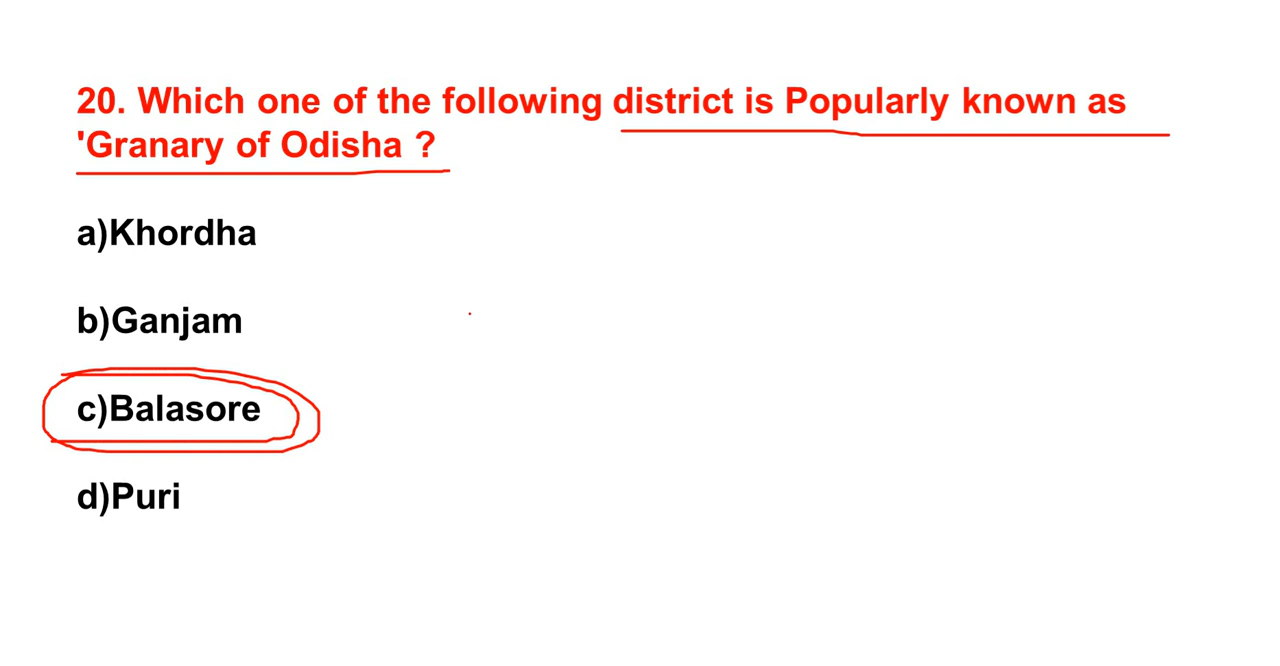 20. Which one of the following district is Popularly known as
'Granary of Odisha ?
a)Khordha
b)Ganjam
c)Balasore
d)Puri